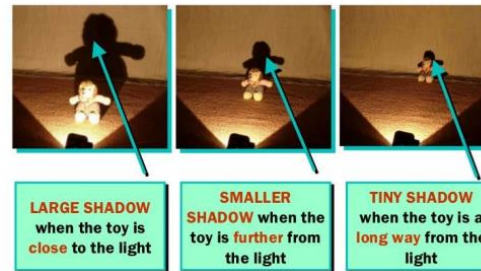 LARGE SHADOW
when the toy is
close to the light
SMALLER
SHADOW when the
toy is further from
the light
TINY SHADOW
when the toy is a
long way from the
light